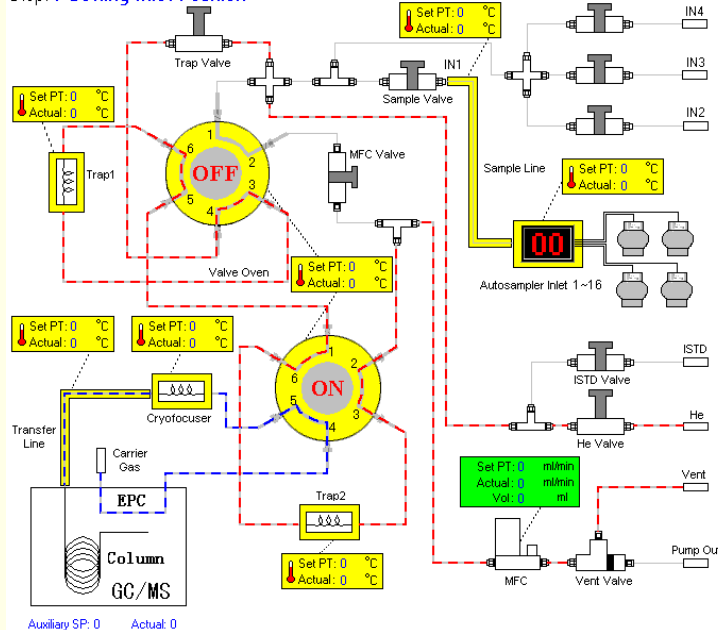 Set PT: 0 °C
Actual: 0 °C
IN4
Trap Valve
IN1
IN3
Sample Valve
IN2
Set PT: 0 °C
Actual: 0 °C
Trap1
1
2
3
4
5
6
OFF
MFC Valve
Sample Line
Set PT: 0 °C
Actual: 0 °C
00
Autosampler Inlet 1~16
Valve Oven
Set PT: 0 °C
Actual: 0 °C
Set PT: 0 °C
Actual: 0 °C
Set PT: 0 °C
Actual: 0 °C
1
2
3
4
5
6
ON
ISTD
ISTD Valve
Cryofocuser
Transfer
Line
He
He Valve
Carrier
Gas
Set PT: 0 ml/min
Actual: 0 ml/min
Vol: 0 ml
Vent
EPC
Trap2
Column
GC/MS
Set PT: 0 °C
Actual: 0 °C
MFC
Vent Valve
Pump Ou
Auxiliary SP: 0 Actual: 0